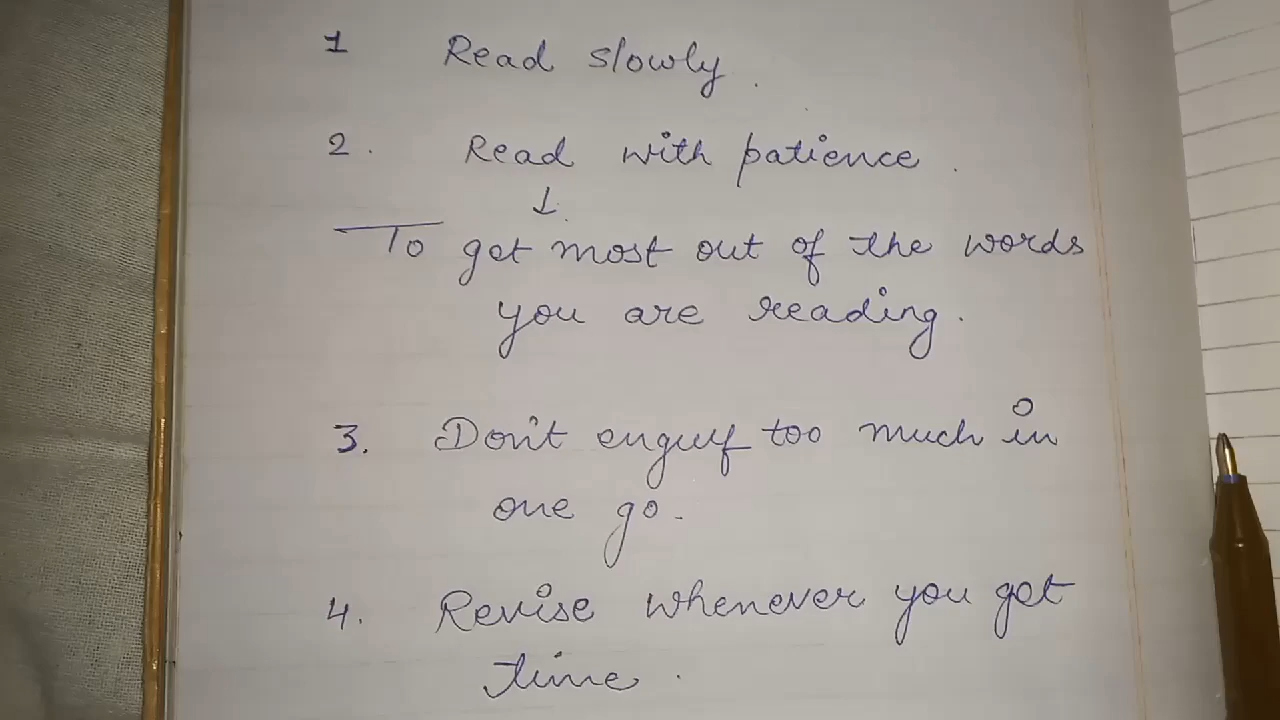 1 Read slowly.
2. Read with patience.
↓
To get most out of the words
you are reading.
3. Don't enguf too much in
one go.
4. Revise whenever you get
time.